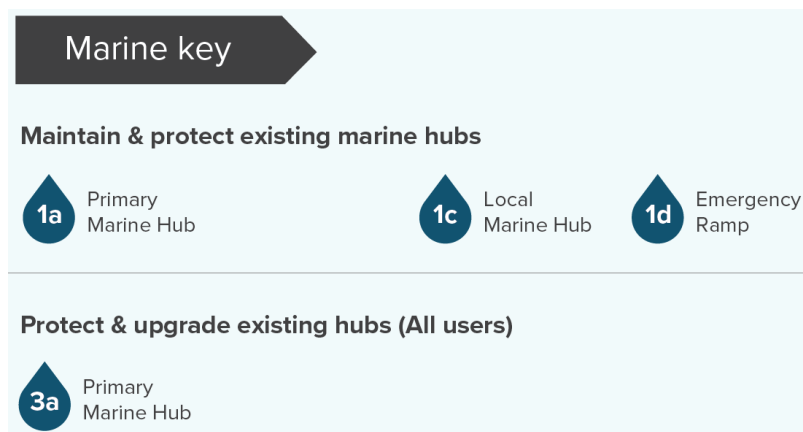 Marine key
Maintain & protect existing marine hubs
1a Primary Marine Hub
1c Local Marine Hub
1d Emergency Ramp
Protect & upgrade existing hubs (All users)
3a Primary Marine Hub